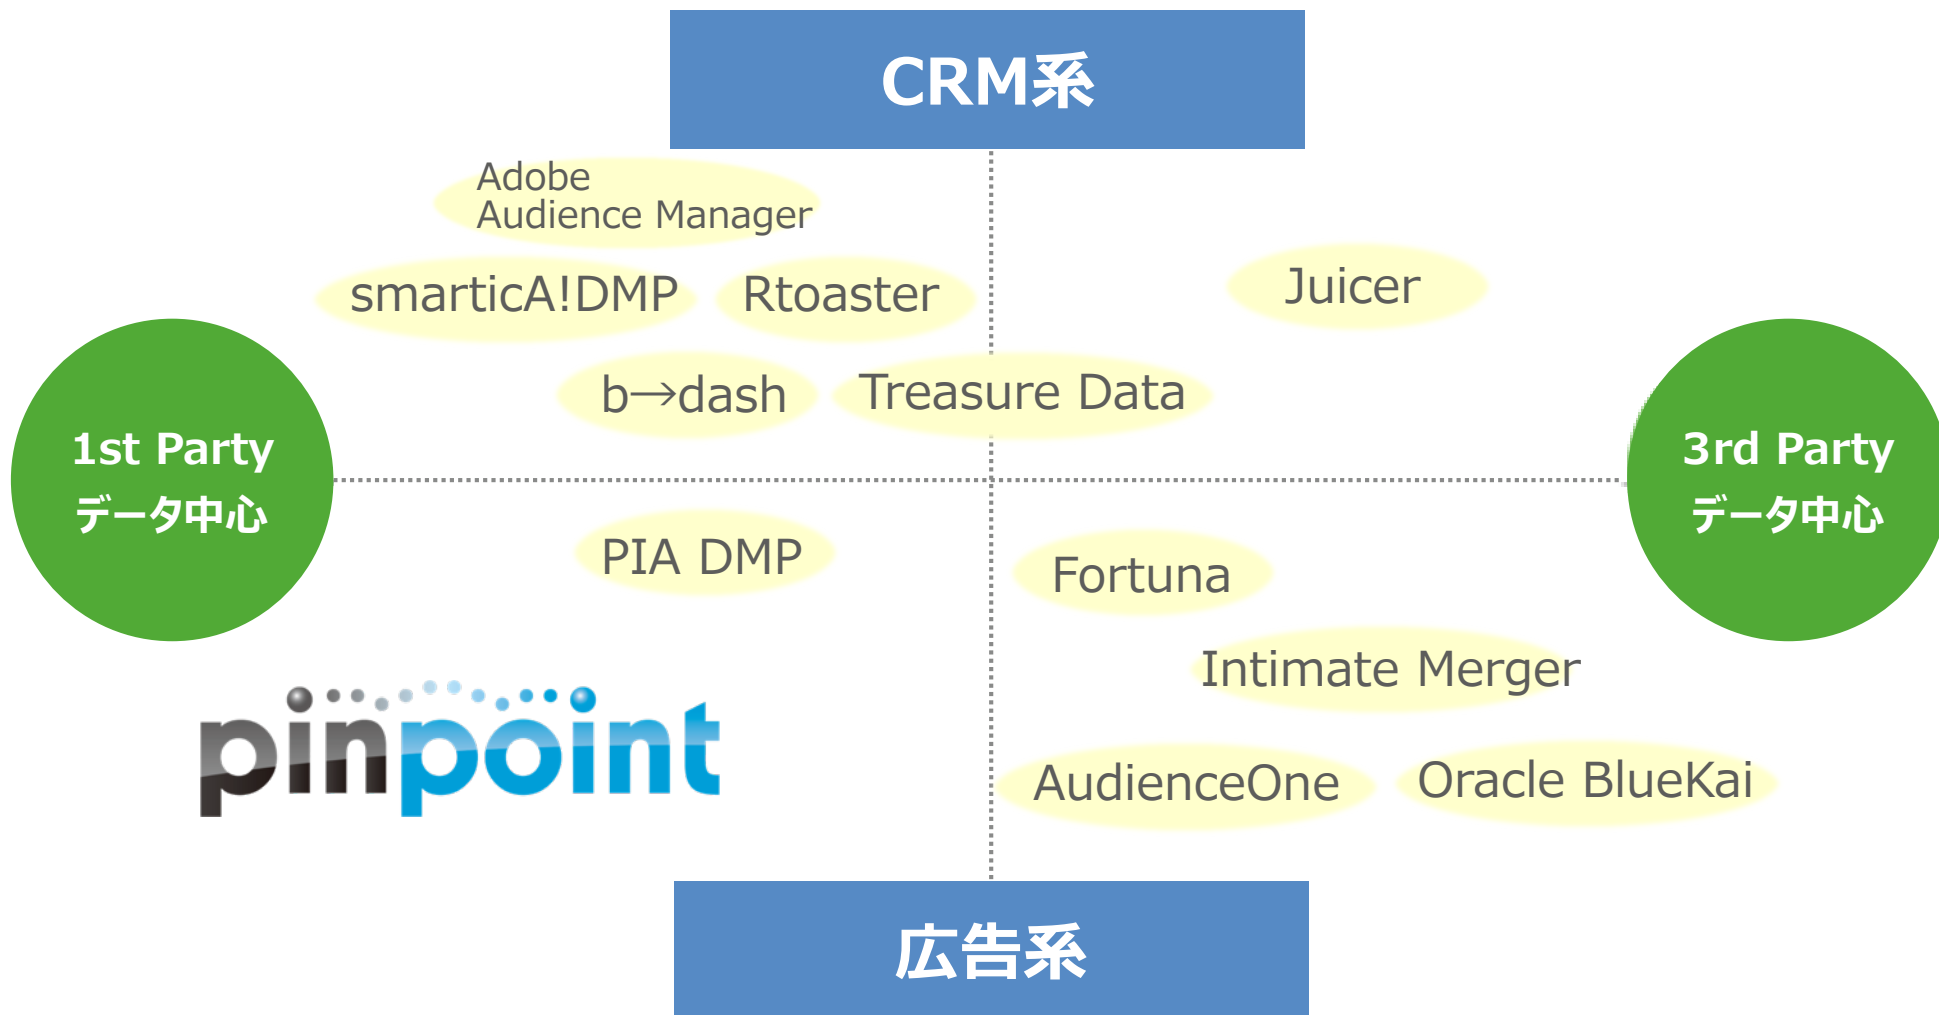 CRM系
Adobe
Audience Manager
smarticA!DMP
Rtoaster
Juicer
b→dash
Treasure Data
1st Party
データ中心
3rd Party
データ中心
PIA DMP
Fortuna
Intimate Merger
pinpoint
AudienceOne
Oracle BlueKai
広告系